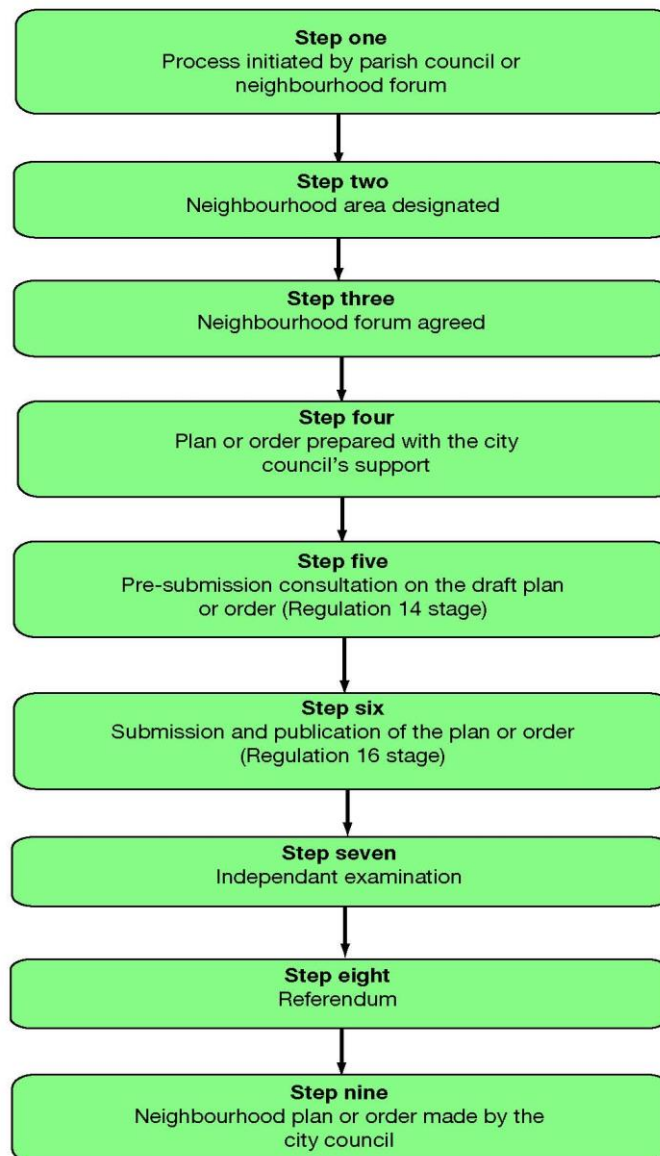 Step one
Process initiated by parish council or
neighbourhood forum
Step two
Neighbourhood area designated
Step three
Neighbourhood forum agreed
Step four
Plan or order prepared with the city
council's support
Step five
Pre-submission consultation on the draft plan
or order (Regulation 14 stage)
Step six
Submission and publication of the plan or order
(Regulation 16 stage)
Step seven
Independant examination
Step eight
Referendum
Step nine
Neighbourhood plan or order made by the
city council